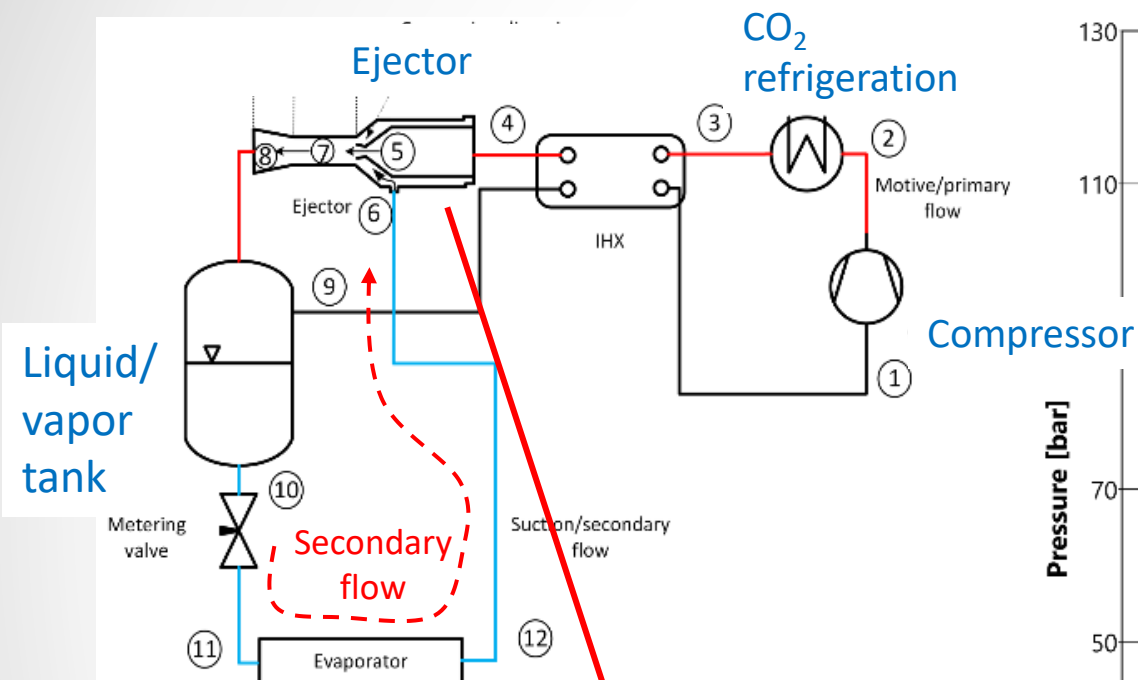 Ejector
CO2
refrigeration
130
4
3
2
8
7
5
Ejector
6
Motive/primary
flow
110
IHX
9
Liquid/
vapor
tank
Compressor
1
Pressure [bar]
10
70
Metering
valve
Secondary
flow
Suction/secondary
flow
11
12
50
Evaporator